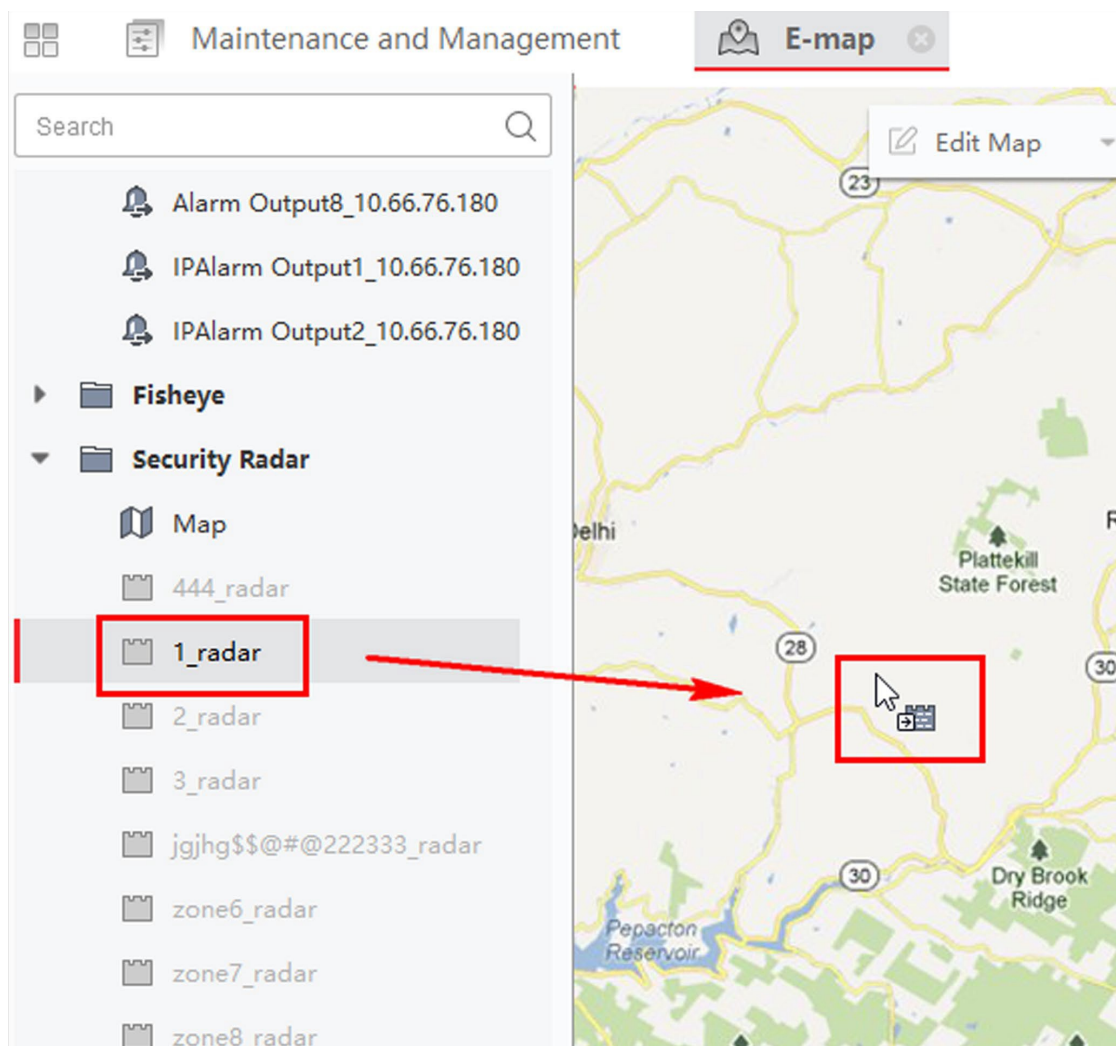 Maintenance and Management
E-map
Search
Edit Map
Alarm Output8_10.66.76.180
IPAlarm Output1_10.66.76.180
IPAlarm Output2_10.66.76.180
Fisheye
Security Radar
Map
444_radar
1_radar
2_radar
3_radar
jgjhg$$@#@222333_radar
zone6_radar
zone7_radar
zone8_radar
23
elhi
R
Plattekill
State Forest
28
30
30
Dry Brook
Ridge
Pepacton
Reservoir